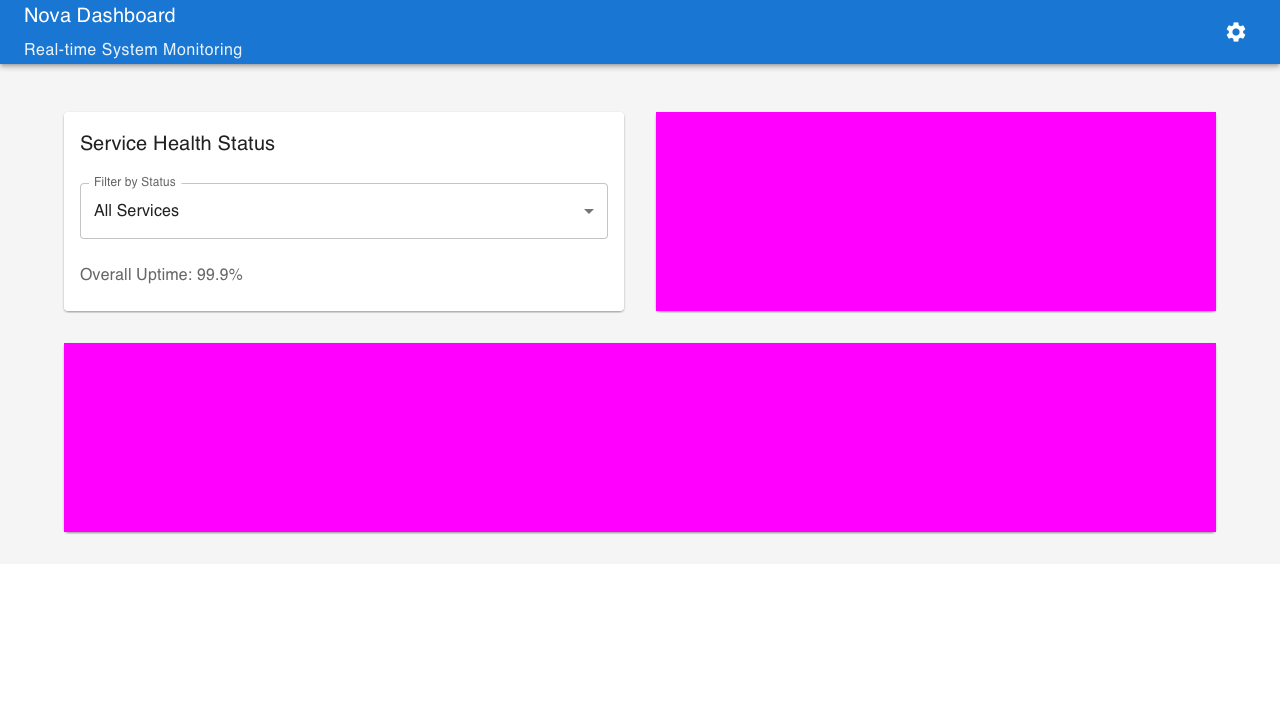 Nova Dashboard
Real-time System Monitoring
Service Health Status
Filter by Status
All Services
Overall Uptime: 99.9%